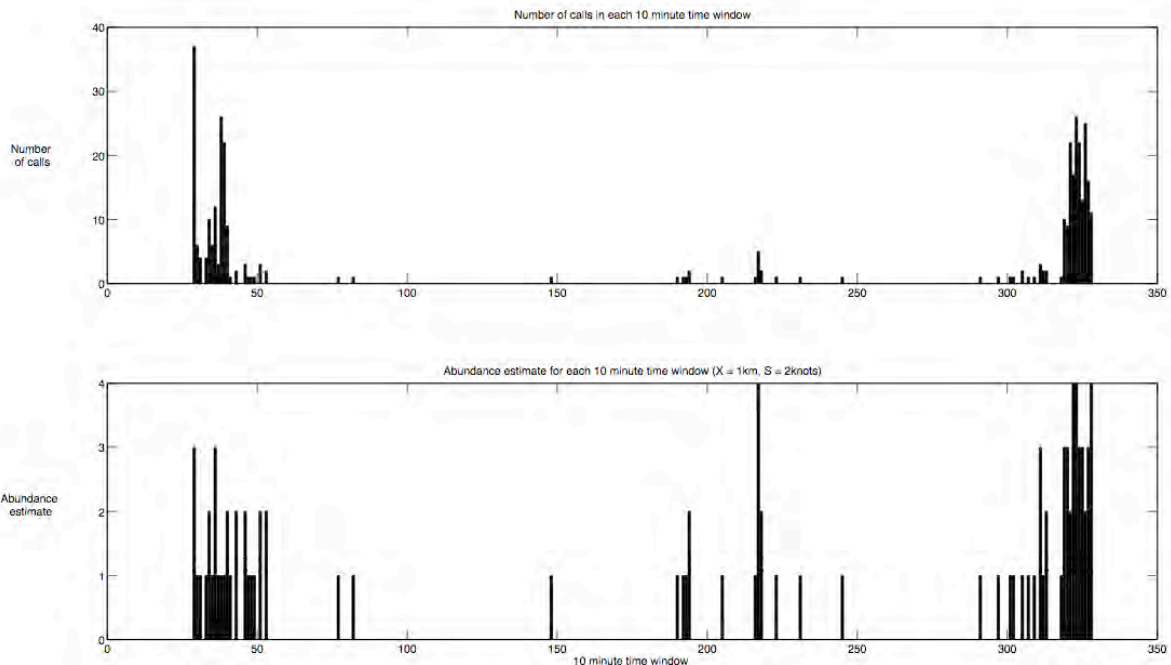 Number of calls in each 10 minute time window
40
30
20
10
0
Number
of calls
0 50 100 150 200 250 300 350
Abundance estimate for each 10 minute time window (X = 1km, S = 2knots)
4
3
2
1
0
Abundance
estimate
0 50 100 150 200 250 300 350
10 minute time window